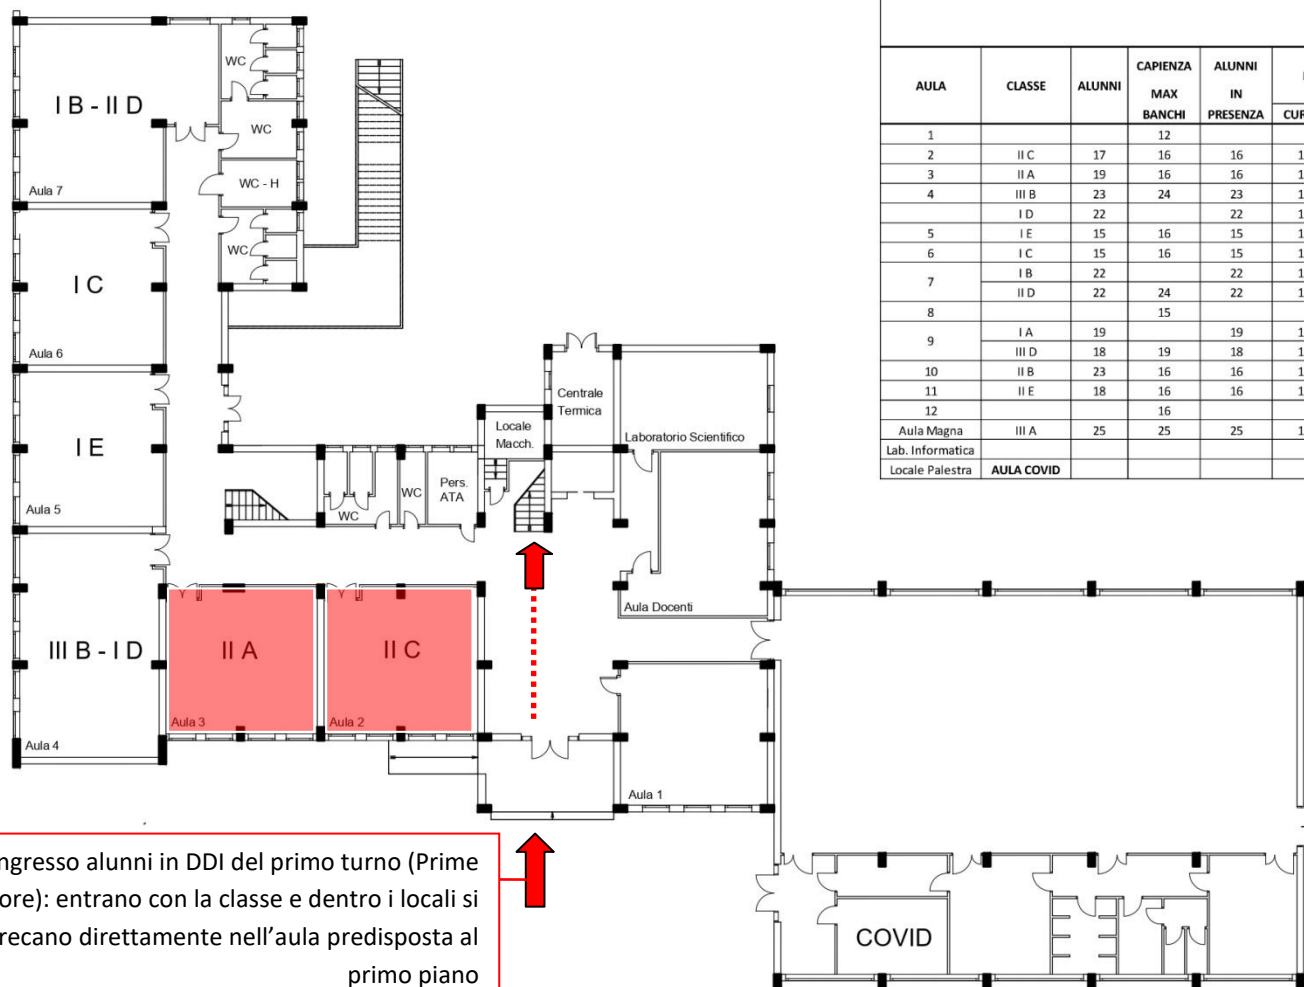 I B - II D
WC
WC
WC - H
WC
Aula 7
I C
Aula 6
I E
Aula 5
III B - I D
Aula 4
II A
Aula 3
II C
Aula 2
WC
WC
Pers.
ATA
Locale
Macch.
Centrale
Termica
Laboratorio Scientifico
Aula Docenti
Aula 1
COVID
AULA CLASSE ALUNNI CAPIENZA MAX BANCHI ALUNNI IN PRESENZA
1 12
2 II C 17 16 16
3 II A 19 16 16
4 III B 23 24 23
I D 22 22
5 I E 15 16 15
6 I C 15 16 15
7 I B 22 22
II D 22 24 22
8 15
9 I A 19 19
III D 18 19 18
10 II B 23 16 16
11 II E 18 16 16
12 16
Aula Magna III A 25 25 25
Lab. Informatica
Locale Palestra AULA COVID
ngresso alunni in DDI del primo turno (Prime
ore): entrano con la classe e dentro i locali si
recano direttamente nell’aula predisposta al
primo piano